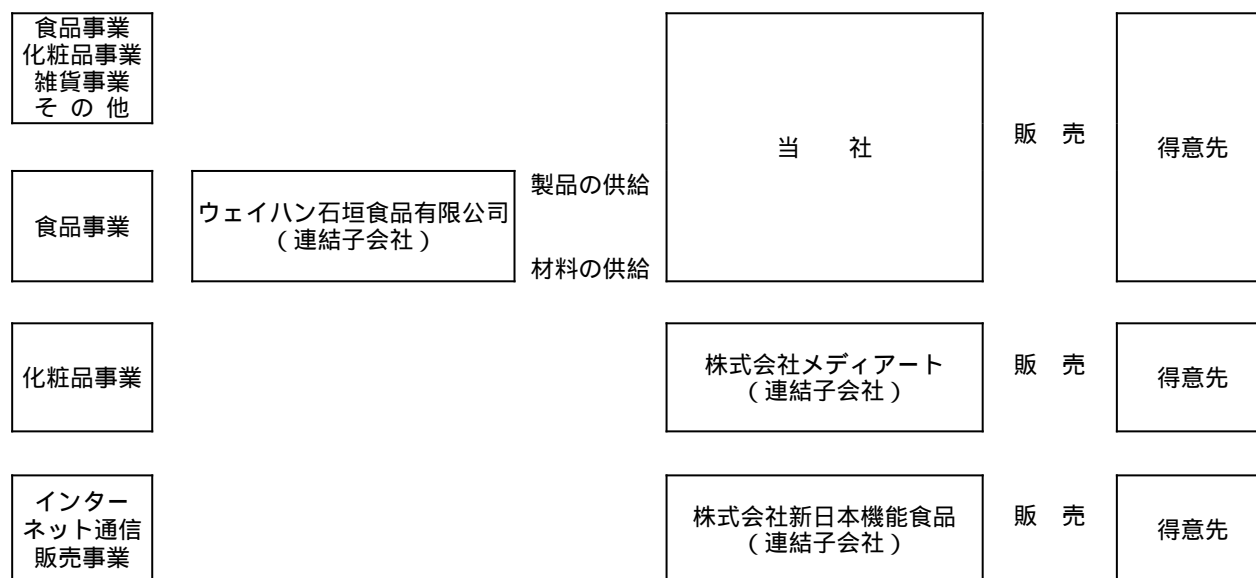 食品事業
化粧品事業
雑貨事業
そ の 他
当　　社
販　売
得意先
食品事業
ウェイハン石垣食品有限公司
（連結子会社）
製品の供給
材料の供給
化粧品事業
株式会社メディアート
（連結子会社）
販　売
得意先
インター
ネット通信
販売事業
株式会社新日本機能食品
（連結子会社）
販　売
得意先